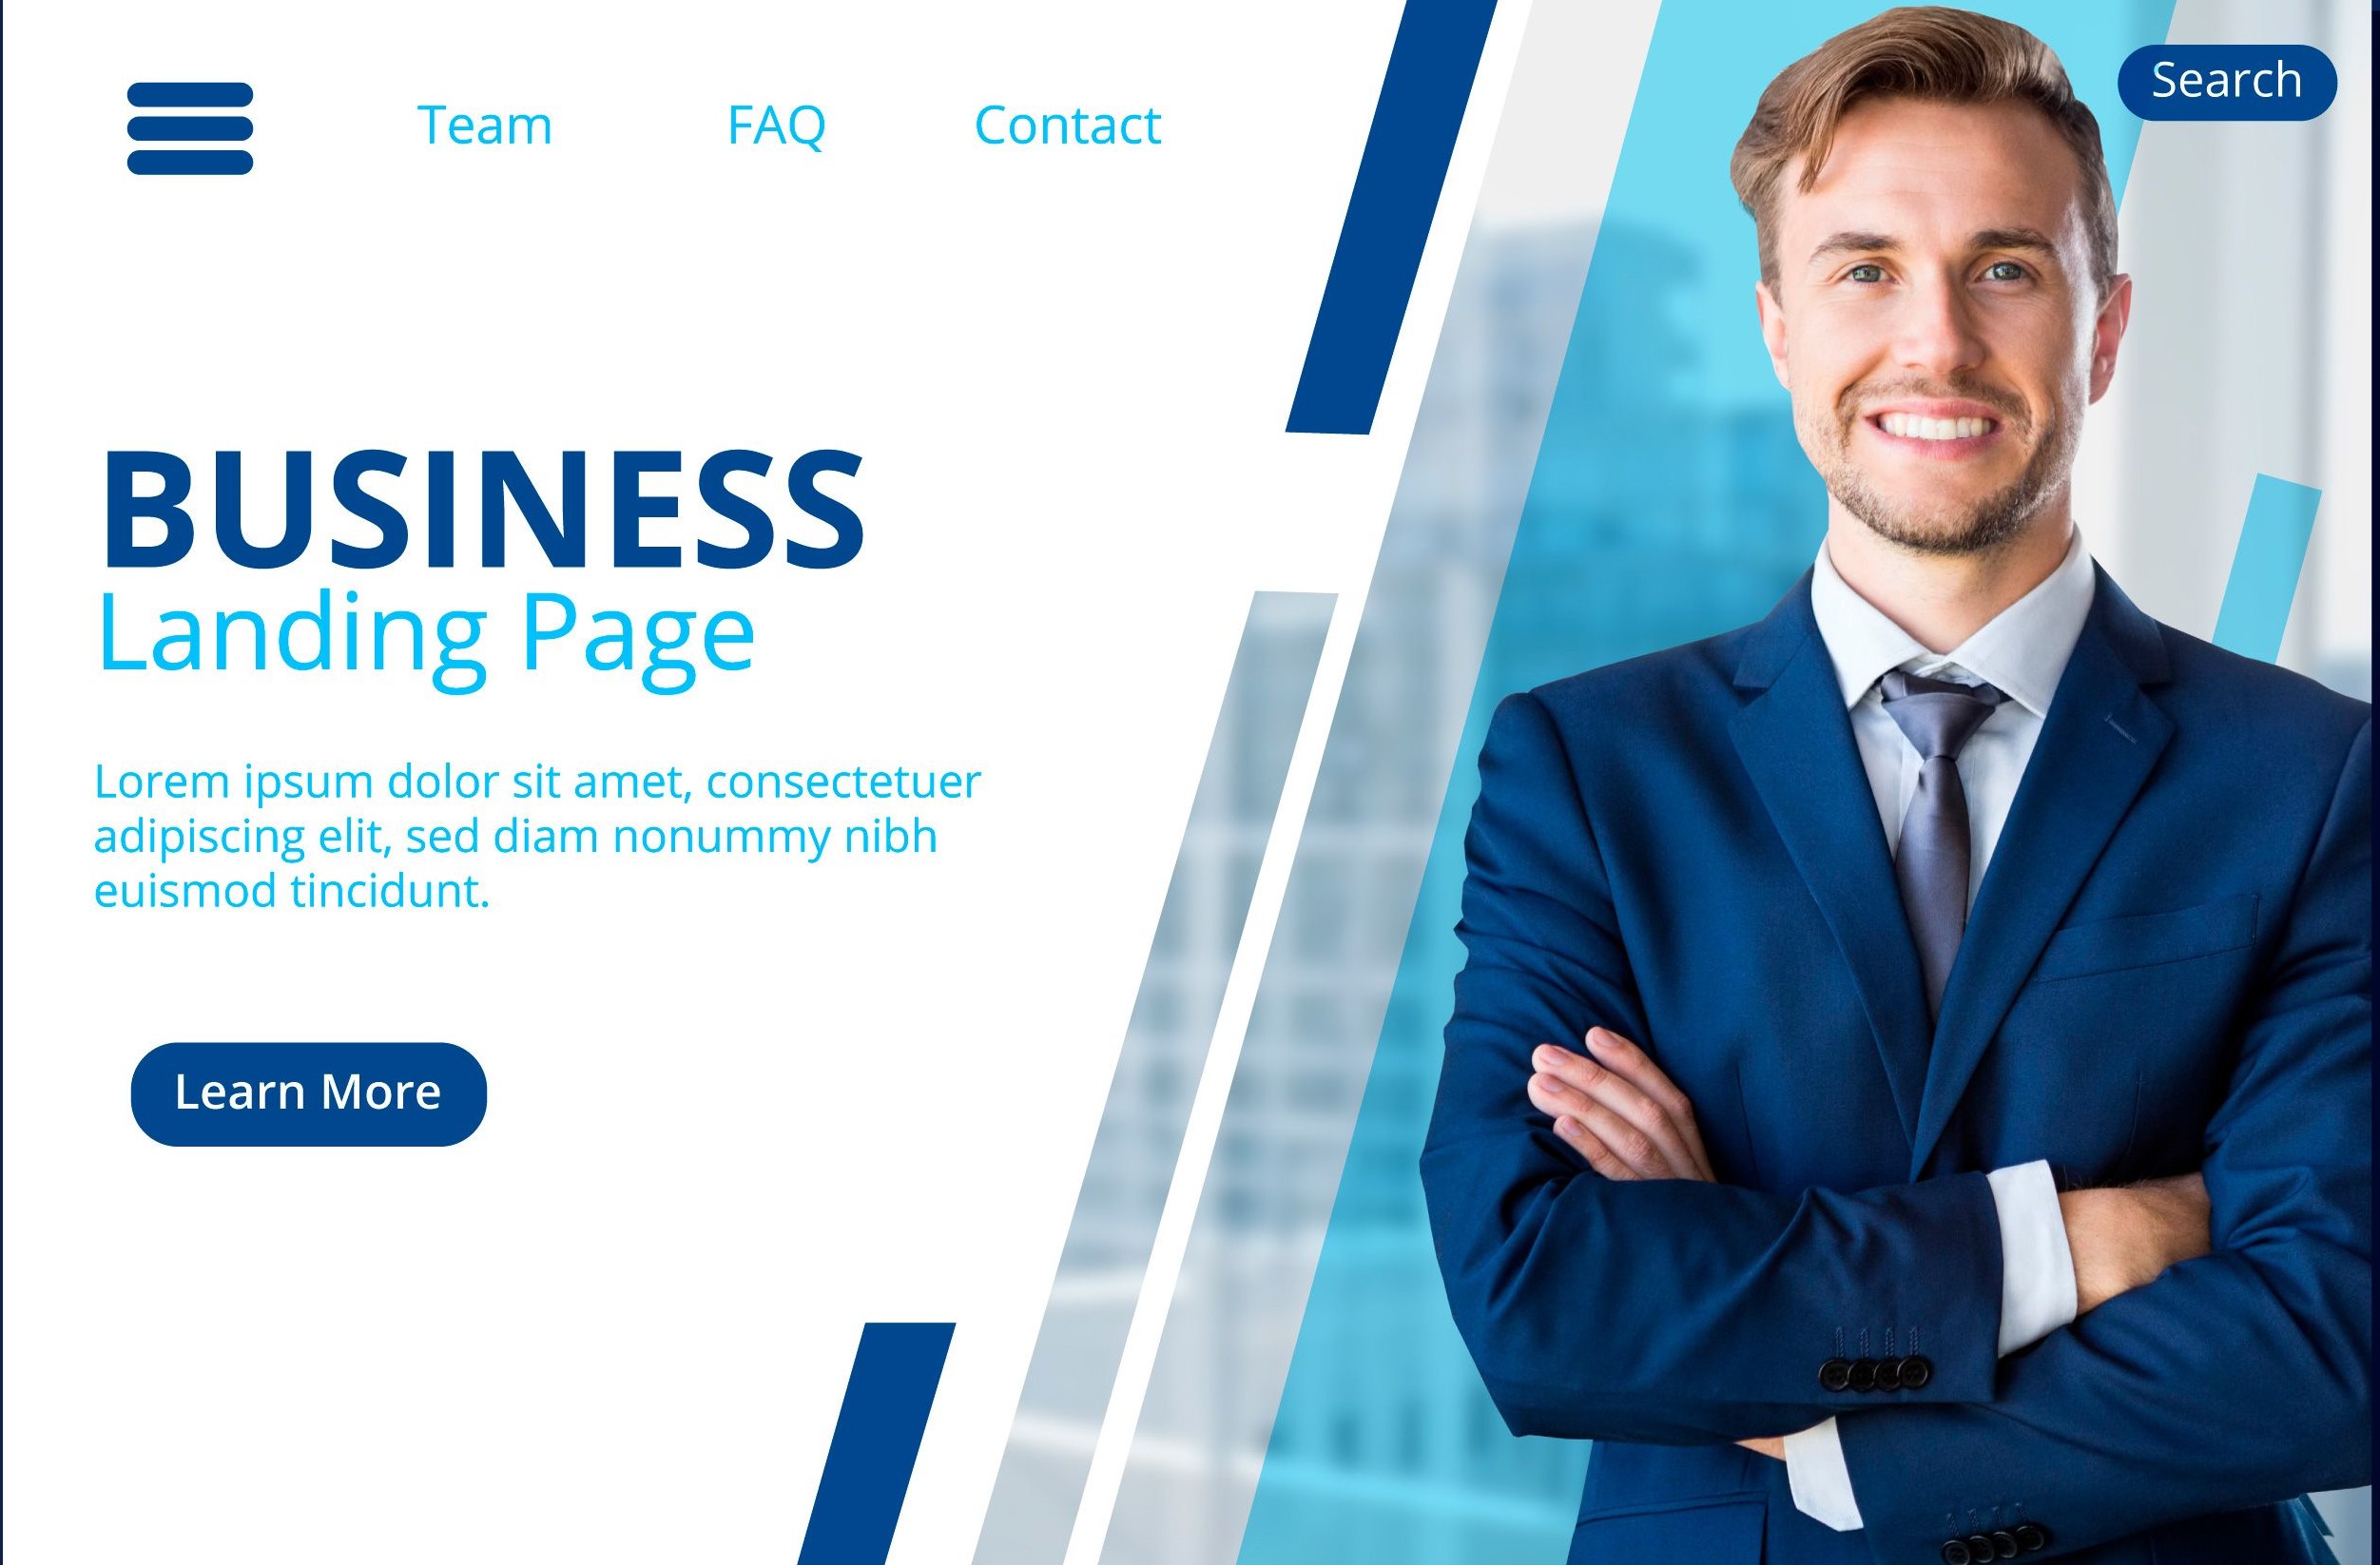 Team FAQ Contact Search
BUSINESS
Landing Page
Lorem ipsum dolor sit amet, consectetuer
adipiscing elit, sed diam nonummy nibh
euismod tincidunt.
Learn More